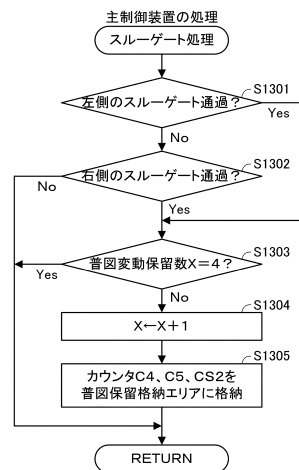 主制御装置の処理
スルーゲート処理
S1301
左側のスルーゲート通過？
Yes
No
S1302
右側のスルーゲート通過？
No
Yes
S1303
普図変動保留数X＝4？
Yes
No
S1304
X←X＋1
S1305
カウンタC4、C5、CS2を
普図保留格納エリアに格納
RETURN